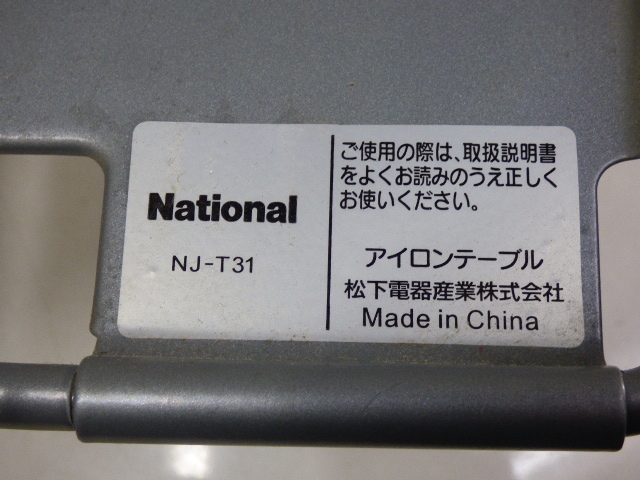 National
NJ-T31
ご使用の際は、取扱説明書
をよくお読みのうえ正しく
お使いください。
アイロンテーブル
松下電器産業株式会社
Made in China